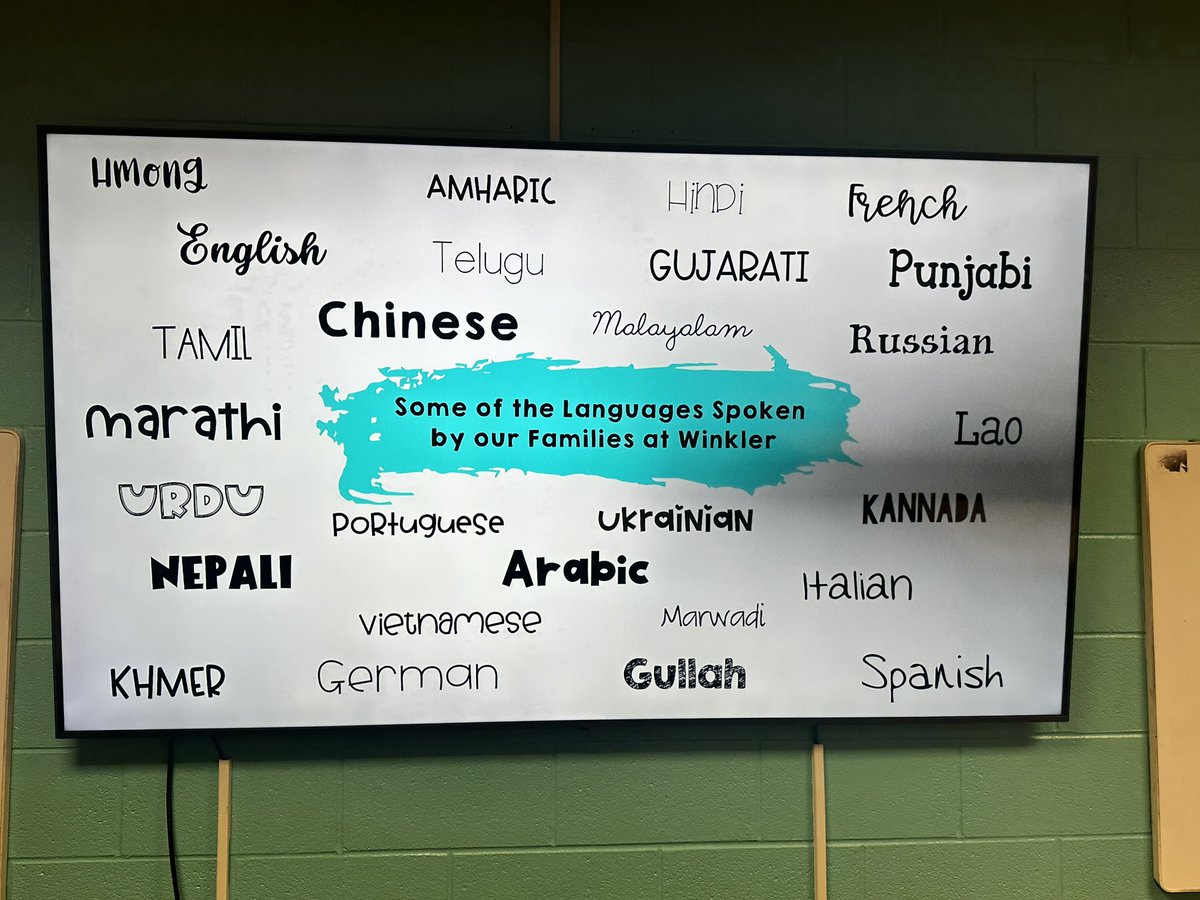 Hmong
AMHARIC
HiNDi
French
English
Telugu
GUJARATI
Punjabi
Chinese
Malayalam
TAMIL
Russian
marathi
Some of the Languages Spoken
by our Families at Winkler
Lao
URDU
PoRtuguese
UkraiNiaN
KANNADA
NEPALI
Arabic
Italian
Vietnamese
Marwadi
KHMER
German
Gullah
Spanish